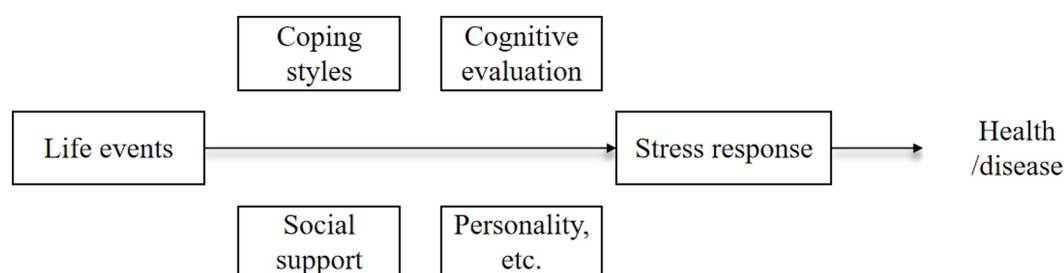 Coping
styles
Cognitive
evaluation
Life events
Stress response
Health
/disease
Social
support
Personality,
etc.